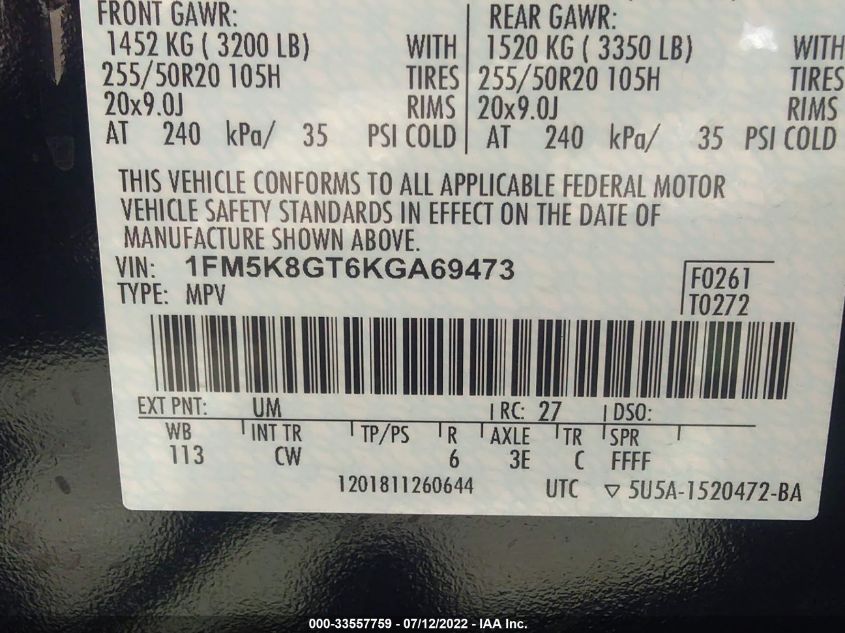 FRONT GAWR: REAR GAWR:
1452 KG ( 3200 LB) WITH 1520 KG ( 3350 LB) WITH
255/50R20 105H TIRES 255/50R20 105H TIRES
20x9.0J RIMS 20x9.0J RIMS
AT 240 kPa/ 35 PSI COLD AT 240 kPa/ 35 PSI COLD
THIS VEHICLE CONFORMS TO ALL APPLICABLE FEDERAL MOTOR
VEHICLE SAFETY STANDARDS IN EFFECT ON THE DATE OF
MANUFACTURE SHOWN ABOVE.
VIN: 1FM5K8GT6KGA69473
F0261
TYPE: MPV
T0272
EXT PNT: UM RC: 27 DSO:
WB INT TR TP/PS R AXLE TR SPR
113 CW 6 3E C FFFF
1201811260644 UTC ▽ 5U5A-1520472-BA
000-33557759 - 07/12/2022 - IAA Inc.